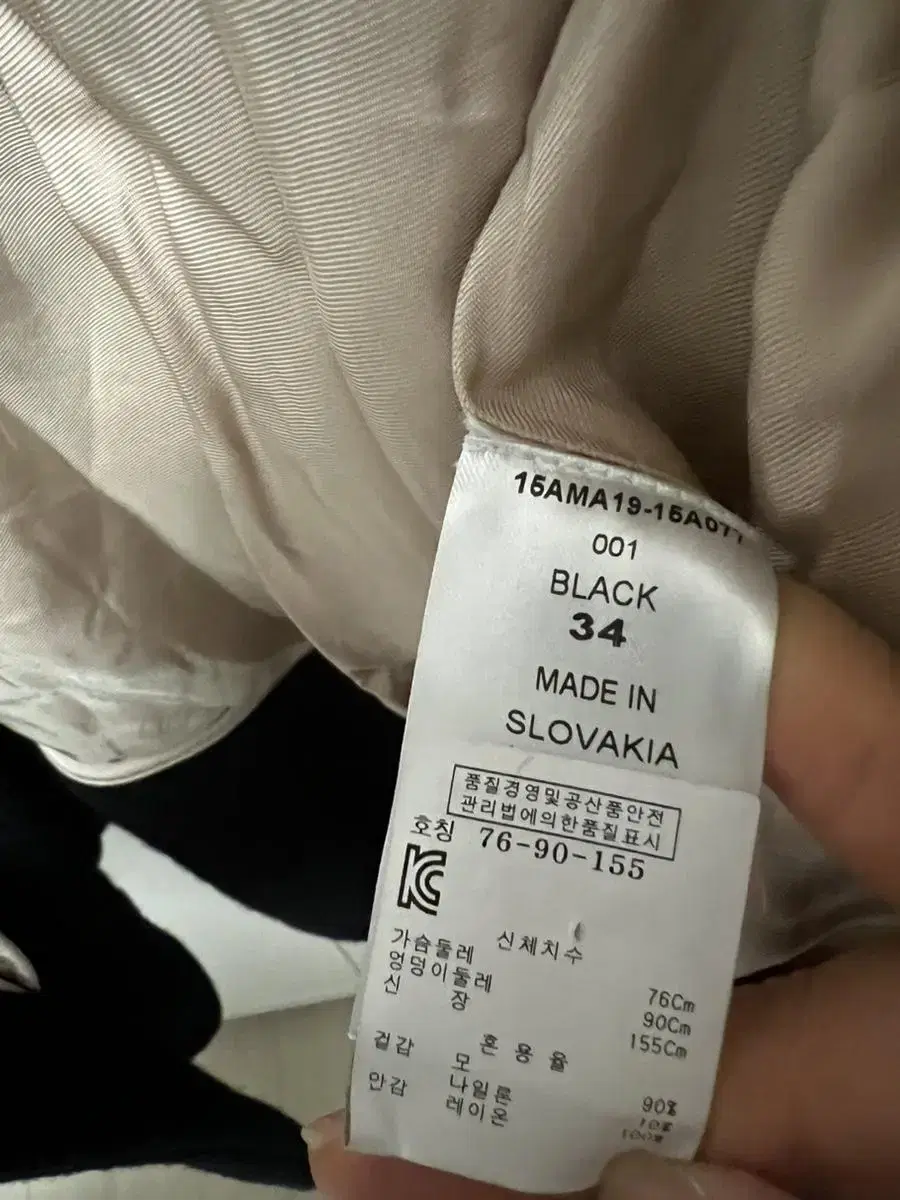 15AMA19-15A077
001
BLACK
34
MADE IN
SLOVAKIA
품질경영및공산품안전
관리법에의한품질표시
호칭 76-90-155
신체치수
가슴둘레 76Cm
엉덩이둘레 90Cm
신 장 155Cm
혼 용 율
겉감 모 90%
나일론 10%
안감 레이온 100%